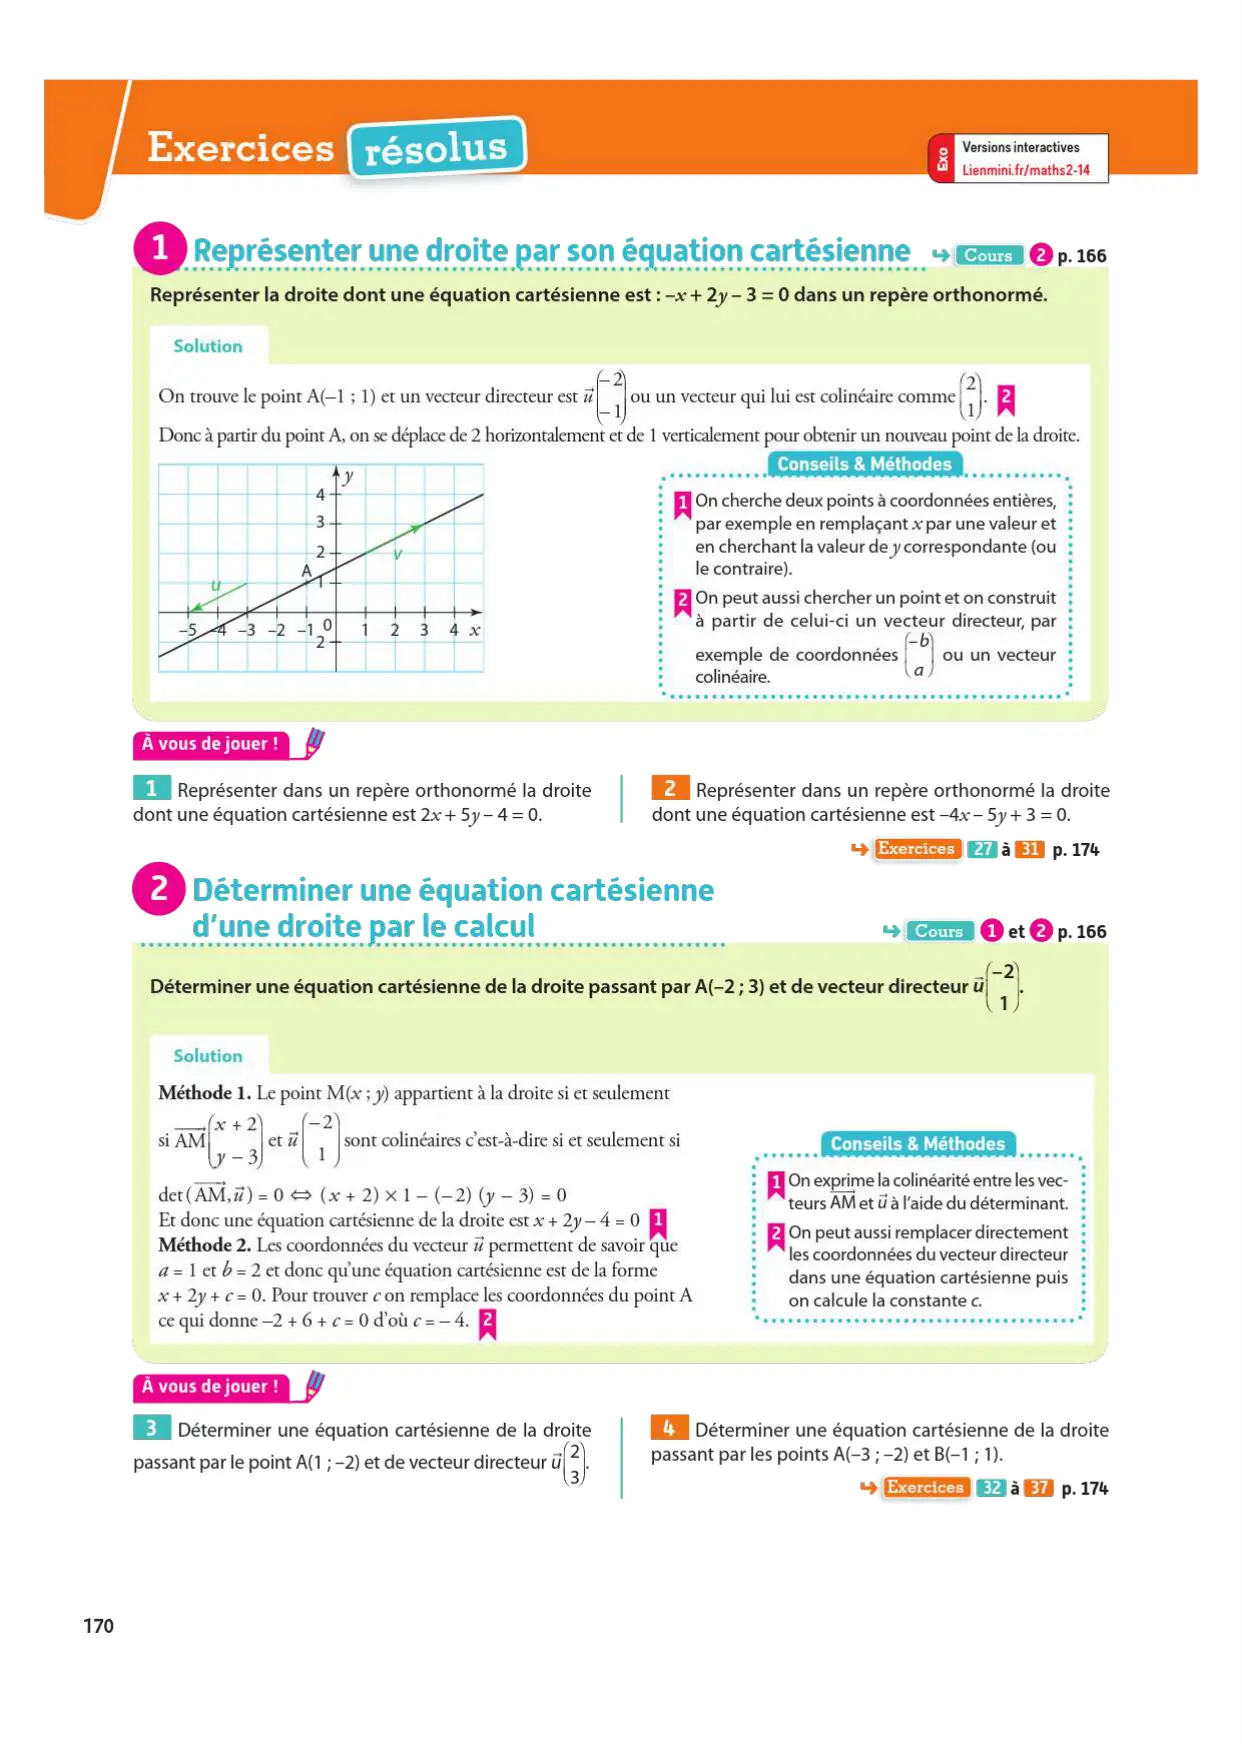 Exercices résolus
Exo
Versions interactives
Lienmini.fr/maths2-14
1 Représenter une droite par son équation cartésienne
Cours 2 p. 166
Représenter la droite dont une équation cartésienne est : –x + 2y – 3 = 0 dans un repère orthonormé.
Solution
On trouve le point A(–1 ; 1) et un vecteur directeur est u⃗(–2 –1) ou un vecteur qui lui est colinéaire comme (2 1). 2
Donc à partir du point A, on se déplace de 2 horizontalement et de 1 verticalement pour obtenir un nouveau point de la droite.
y
4
3
2
A
1
u
v
–5 –4 –3 –2 –1 0 1 2 3 4 x
2
Conseils & Méthodes
1 On cherche deux points à coordonnées entières,
par exemple en remplaçant x par une valeur et
en cherchant la valeur de y correspondante (ou
le contraire).
2 On peut aussi chercher un point et on construit
à partir de celui-ci un vecteur directeur, par
exemple de coordonnées (–b a) ou un vecteur
colinéaire.
À vous de jouer !
1 Représenter dans un repère orthonormé la droite
dont une équation cartésienne est 2x + 5y – 4 = 0.
2 Représenter dans un repère orthonormé la droite
dont une équation cartésienne est –4x – 5y + 3 = 0.
Exercices 27 à 31 p. 174
2 Déterminer une équation cartésienne
d'une droite par le calcul
Cours 1 et 2 p. 166
Déterminer une équation cartésienne de la droite passant par A(–2 ; 3) et de vecteur directeur u⃗(–2 1).
Solution
Méthode 1. Le point M(x ; y) appartient à la droite si et seulement
si AM⃗(x + 2 y – 3) et u⃗(–2 1) sont colinéaires c'est-à-dire si et seulement si
det(AM⃗, u⃗) = 0 ⇔ (x + 2) × 1 – (–2) (y – 3) = 0
Et donc une équation cartésienne de la droite est x + 2y – 4 = 0 1
Méthode 2. Les coordonnées du vecteur u⃗ permettent de savoir que
a = 1 et b = 2 et donc qu'une équation cartésienne est de la forme
x + 2y + c = 0. Pour trouver c on remplace les coordonnées du point A
ce qui donne –2 + 6 + c = 0 d'où c = – 4. 2
Conseils & Méthodes
1 On exprime la colinéarité entre les vec-
teurs AM⃗ et u⃗ à l'aide du déterminant.
2 On peut aussi remplacer directement
les coordonnées du vecteur directeur
dans une équation cartésienne puis
on calcule la constante c.
À vous de jouer !
3 Déterminer une équation cartésienne de la droite
passant par le point A(1 ; –2) et de vecteur directeur u⃗(2 3).
4 Déterminer une équation cartésienne de la droite
passant par les points A(–3 ; –2) et B(–1 ; 1).
Exercices 32 à 37 p. 174
170